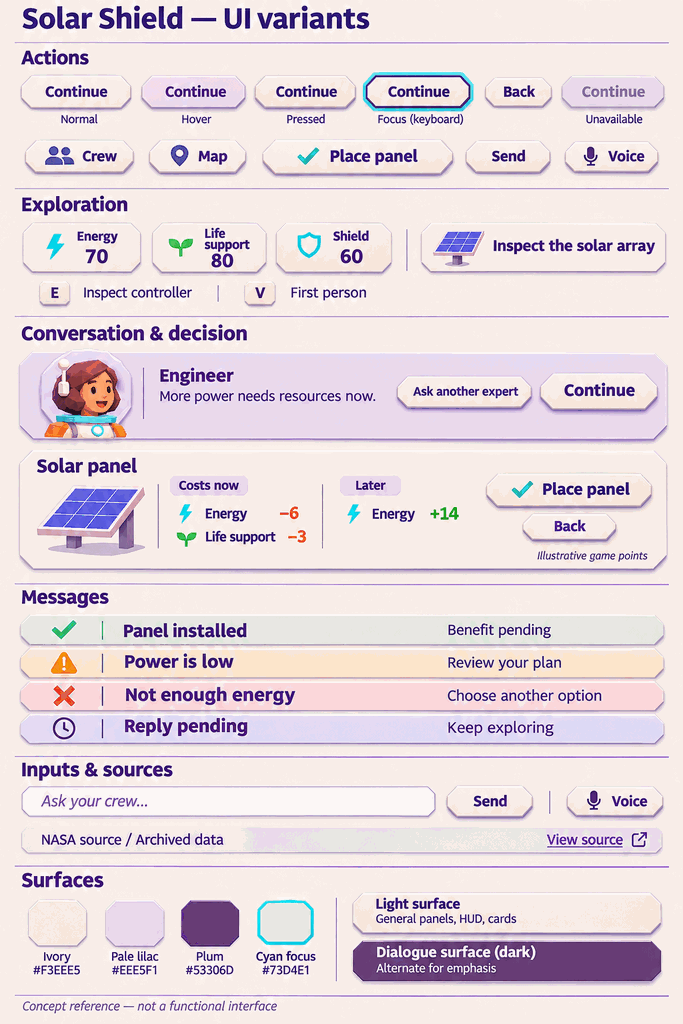 Solar Shield — UI variants
Actions
Continue
Continue
Continue
Continue
Back
Continue
Normal
Hover
Pressed
Focus (keyboard)
Unavailable
Crew
Map
Place panel
Send
Voice
Exploration
Energy
70
Life
support
80
Shield
60
Inspect the solar array
E
Inspect controller
V
First person
Conversation & decision
Engineer
More power needs resources now.
Ask another expert
Continue
Solar panel
Costs now
Energy −6
Life support −3
Later
Energy +14
Place panel
Back
Illustrative game points
Messages
Panel installed
Benefit pending
Power is low
Review your plan
Not enough energy
Choose another option
Reply pending
Keep exploring
Inputs & sources
Ask your crew...
Send
Voice
NASA source / Archived data
View source
Surfaces
Ivory
#F3EEE5
Pale lilac
#EEE5F1
Plum
#53306D
Cyan focus
#73D4E1
Light surface
General panels, HUD, cards
Dialogue surface (dark)
Alternate for emphasis
Concept reference — not a functional interface